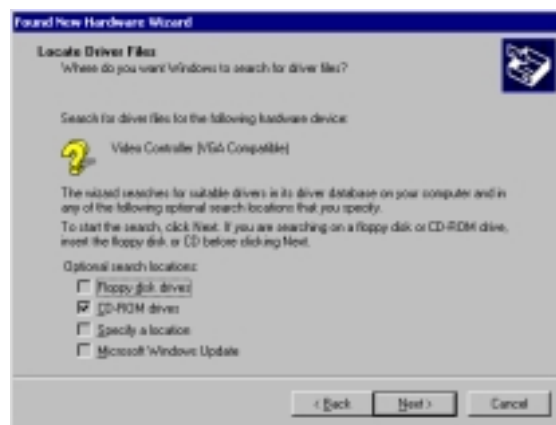 Found New Hardware Wizard
Locate Driver Files
Where do you want Windows to search for driver files?
Search for driver files for the following hardware device:
Video Controller (VGA Compatible)
The wizard searches for suitable drivers in its driver database on your computer and in
any of the following optional search locations that you specify.
To start the search, click Next. If you are searching on a floppy disk or CD-ROM drive,
insert the floppy disk or CD before clicking Next.
Optional search locations:
Floppy disk drives
CD-ROM drives
Specify a location
Microsoft Windows Update
< Back
Next >
Cancel